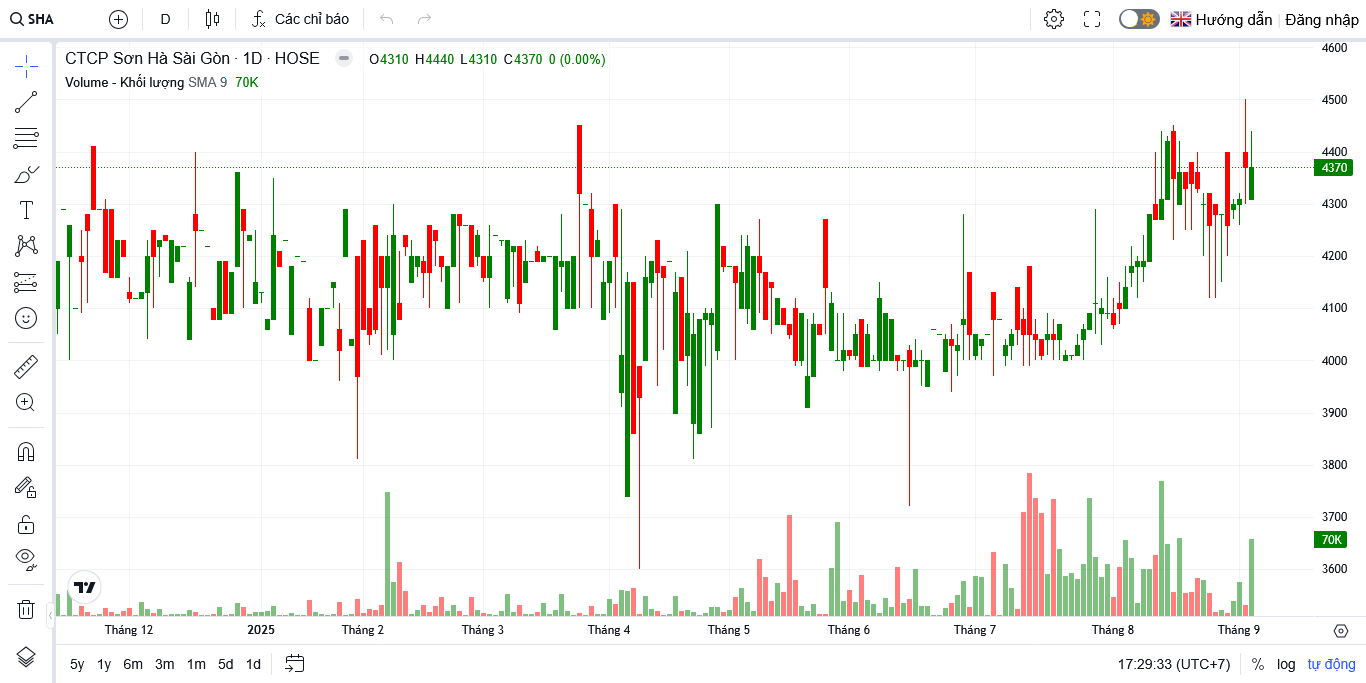 SHA D Các chỉ báo Hướng dẫn Đăng nhập
CTCP Sơn Hà Sài Gòn · 1D · HOSE O4310 H4440 L4310 C4370 0 (0.00%)
Volume - Khối lượng SMA 9 70K
4600
4500
4400
4370
4300
4200
4100
4000
3900
3800
3700
70K
3600
Tháng 12 2025 Tháng 2 Tháng 3 Tháng 4 Tháng 5 Tháng 6 Tháng 7 Tháng 8 Tháng 9
5y 1y 6m 3m 1m 5d 1d 17:29:33 (UTC+7) % log tự động